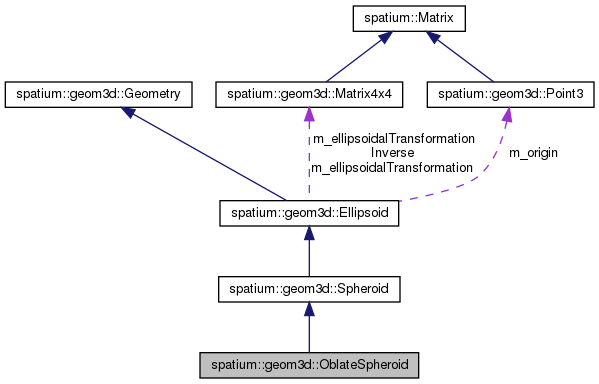 spatium::Matrix
spatium::geom3d::Geometry
spatium::geom3d::Matrix4x4
spatium::geom3d::Point3
m_ellipsoidalTransformation
Inverse
m_ellipsoidalTransformation
m_origin
spatium::geom3d::Ellipsoid
spatium::geom3d::Spheroid
spatium::geom3d::OblateSpheroid